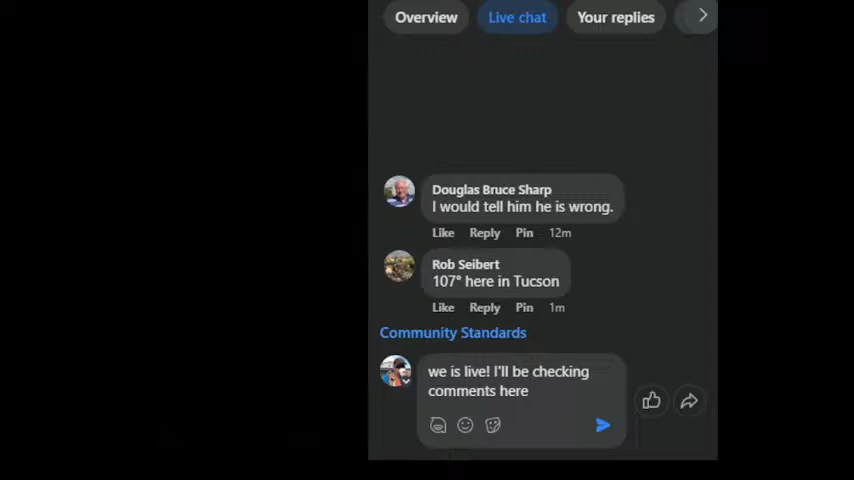 Overview Live chat Your replies
Douglas Bruce Sharp
I would tell him he is wrong.
Like Reply Pin 12m
Rob Seibert
107° here in Tucson
Like Reply Pin 1m
Community Standards
we is live! I'll be checking
comments here